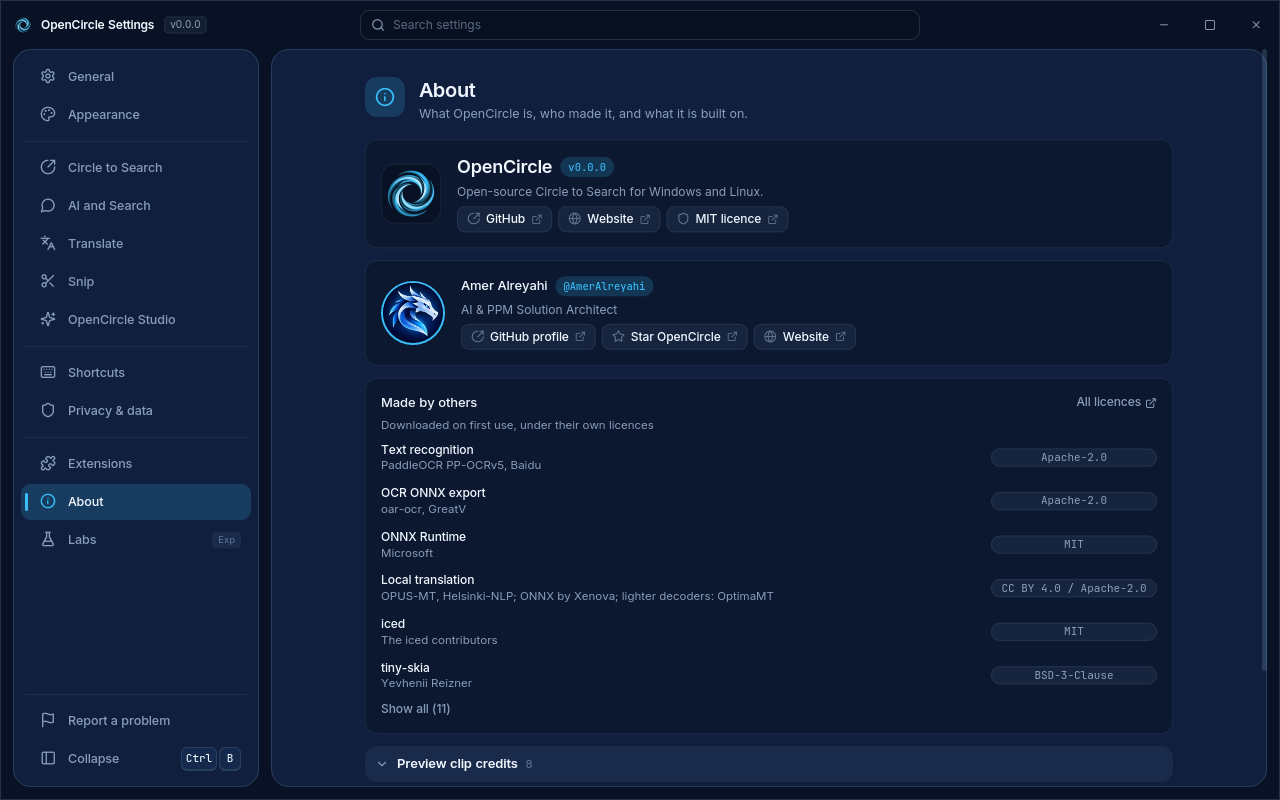 OpenCircle Settings v0.0.0
Search settings
General
Appearance
Circle to Search
AI and Search
Translate
Snip
OpenCircle Studio
Shortcuts
Privacy & data
Extensions
About
Labs Exp
Report a problem
Collapse Ctrl B
About
What OpenCircle is, who made it, and what it is built on.
OpenCircle v0.0.0
Open-source Circle to Search for Windows and Linux.
GitHub Website MIT licence
Amer Alreyahi @AmerAlreyahi
AI & PPM Solution Architect
GitHub profile Star OpenCircle Website
Made by others All licences
Downloaded on first use, under their own licences
Text recognition
PaddleOCR PP-OCRv5, Baidu
Apache-2.0
OCR ONNX export
oar-ocr, GreatV
Apache-2.0
ONNX Runtime
Microsoft
MIT
Local translation
OPUS-MT, Helsinki-NLP; ONNX by Xenova; lighter decoders: OptimaMT
CC BY 4.0 / Apache-2.0
iced
The iced contributors
MIT
tiny-skia
Yevhenii Reizner
BSD-3-Clause
Show all (11)
Preview clip credits 8